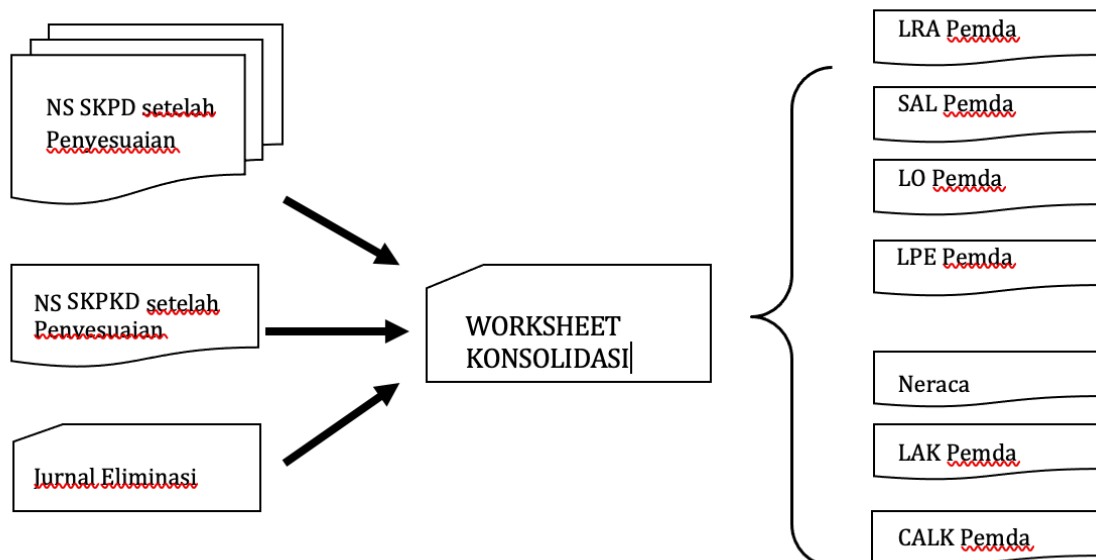 NS SKPD setelah
Penyesuaian
NS SKPKD setelah
Penyesuaian
Jurnal Eliminasi
WORKSHEET
KONSOLIDASI
LRA Pemda
SAL Pemda
LO Pemda
LPE Pemda
Neraca
LAK Pemda
CALK Pemda